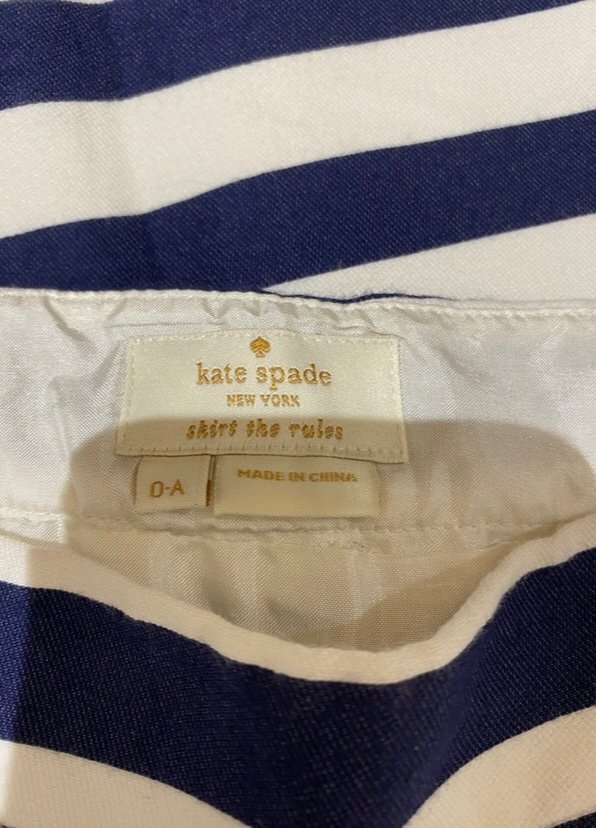 kate spade
NEW YORK
skirt the rules
0-A
MADE IN CHINA